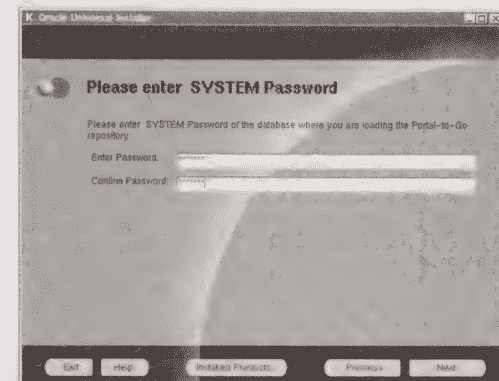 Oracle Universal Installer
Please enter SYSTEM Password
Please enter SYSTEM Password of the database where you are loading the Portal-to-Go
repository
Enter Password:
Confirm Password:
Exit
Help
Installed Products...
Previous
Next